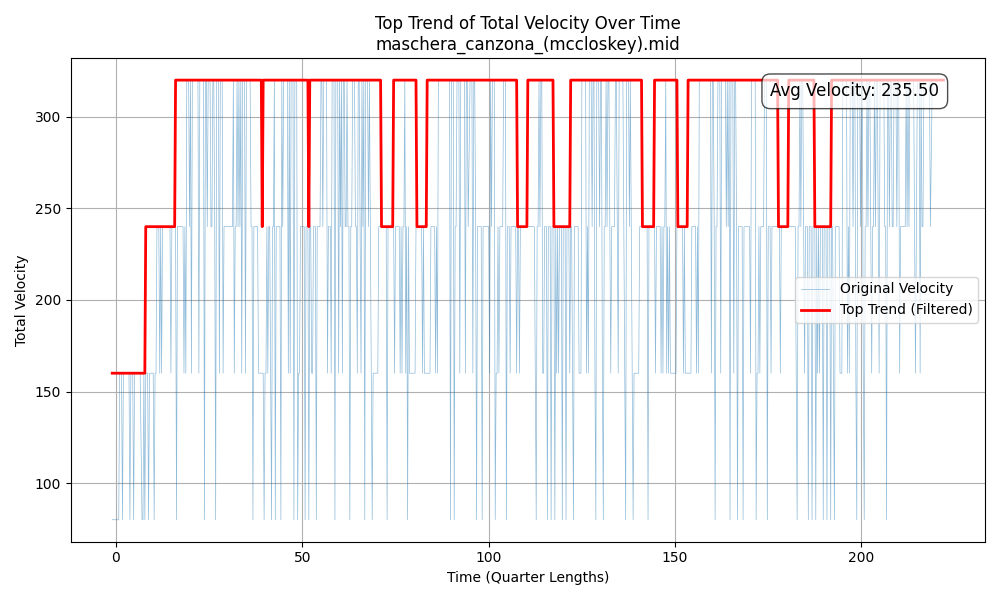 Top Trend of Total Velocity Over Time
maschera_canzona_(mccloskey).mid
Avg Velocity: 235.50
300
250
200
150
100
Total Velocity
Original Velocity
Top Trend (Filtered)
0 50 100 150 200
Time (Quarter Lengths)